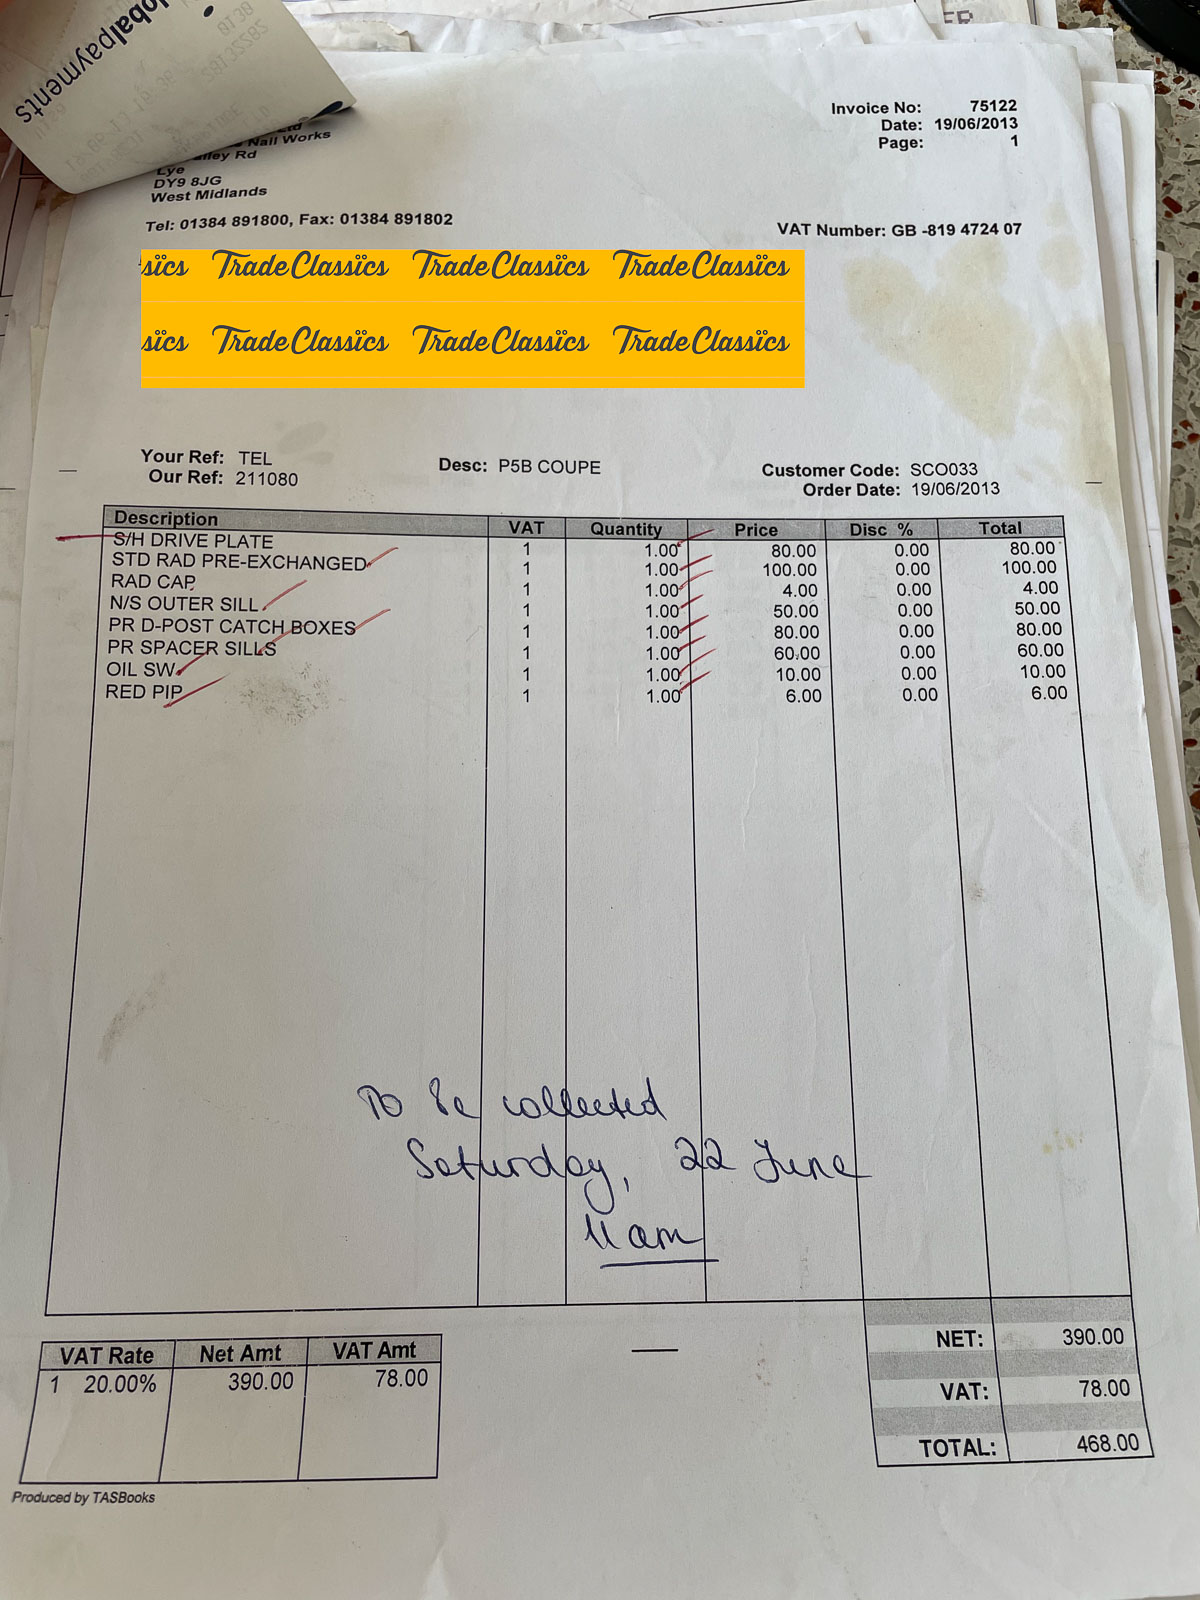 globalpayments
Nail Works
Rd
Lye
DY9 8JG
West Midlands
Tel: 01384 891800, Fax: 01384 891802
Invoice No: 75122
Date: 19/06/2013
Page: 1
VAT Number: GB -819 4724 07
sïcs TradeClassïcs TradeClassïcs TradeClassïcs
sïcs TradeClassïcs TradeClassïcs TradeClassïcs
Your Ref: TEL
Our Ref: 211080
Desc: P5B COUPE
Customer Code: SCO033
Order Date: 19/06/2013
Description VAT Quantity Price Disc % Total
S/H DRIVE PLATE 1 1.00 80.00 0.00 80.00
STD RAD PRE-EXCHANGED 1 1.00 100.00 0.00 100.00
RAD CAP 1 1.00 4.00 0.00 4.00
N/S OUTER SILL 1 1.00 50.00 0.00 50.00
PR D-POST CATCH BOXES 1 1.00 80.00 0.00 80.00
PR SPACER SILLS 1 1.00 60.00 0.00 60.00
OIL SW 1 1.00 10.00 0.00 10.00
RED PIP 1 1.00 6.00 0.00 6.00
To be collected
Saturday, 22 June
11am
VAT Rate Net Amt VAT Amt
1 20.00% 390.00 78.00
NET: 390.00
VAT: 78.00
TOTAL: 468.00
Produced by TASBooks